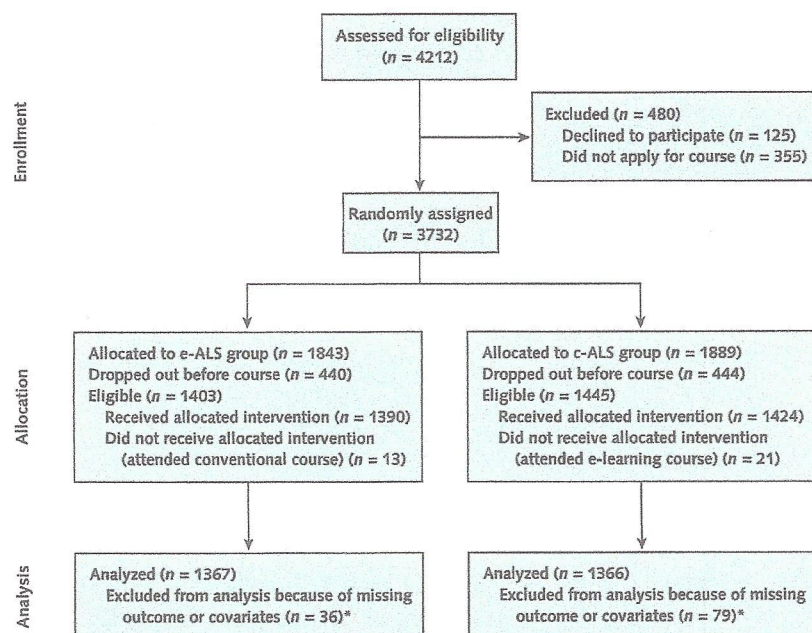 Assessed for eligibility
(n = 4212)
Enrollment
Excluded (n = 480)
Declined to participate (n = 125)
Did not apply for course (n = 355)
Randomly assigned
(n = 3732)
Allocation
Allocated to e-ALS group (n = 1843)
Dropped out before course (n = 440)
Eligible (n = 1403)
Received allocated intervention (n = 1390)
Did not receive allocated intervention
(attended conventional course) (n = 13)
Allocated to c-ALS group (n = 1889)
Dropped out before course (n = 444)
Eligible (n = 1445)
Received allocated intervention (n = 1424)
Did not receive allocated intervention
(attended e-learning course) (n = 21)
Analysis
Analyzed (n = 1367)
Excluded from analysis because of missing
outcome or covariates (n = 36)*
Analyzed (n = 1366)
Excluded from analysis because of missing
outcome or covariates (n = 79)*